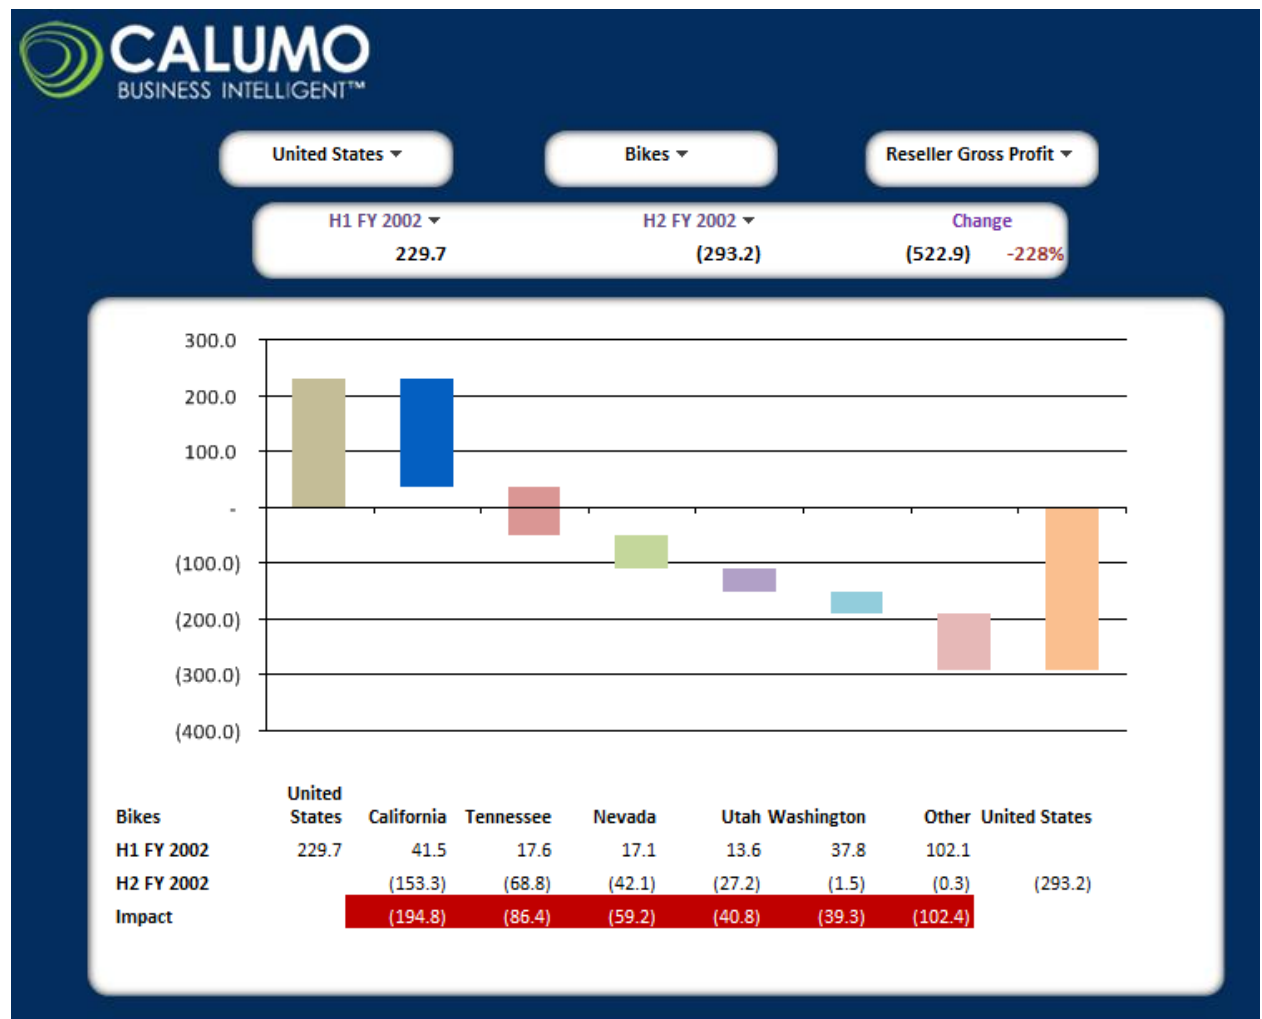 CALUMO
BUSINESS INTELLIGENT™
United States Bikes Reseller Gross Profit
H1 FY 2002 H2 FY 2002 Change
229.7 (293.2) (522.9) -228%
300.0
200.0
100.0
-
(100.0)
(200.0)
(300.0)
(400.0)
United
Bikes States California Tennessee Nevada Utah Washington Other United States
H1 FY 2002 229.7 41.5 17.6 17.1 13.6 37.8 102.1
H2 FY 2002 (153.3) (68.8) (42.1) (27.2) (1.5) (0.3) (293.2)
Impact (194.8) (86.4) (59.2) (40.8) (39.3) (102.4)